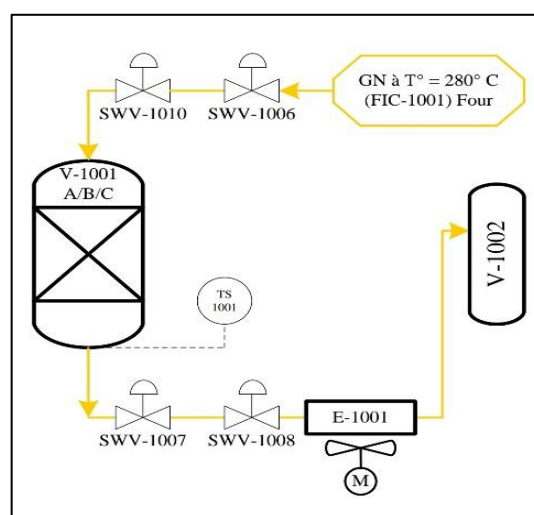 GN à T° = 280° C
(FIC-1001) Four
SWV-1010
SWV-1006
V-1001
A/B/C
V-1002
TS
1001
SWV-1007
SWV-1008
E-1001
M